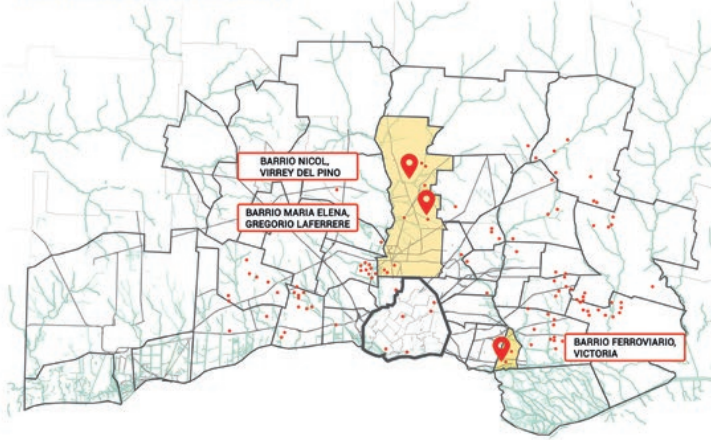 BARRIO NICOL,
VIRREY DEL PINO
BARRIO MARIA ELENA,
GREGORIO LAFERRERE
BARRIO FERROVIARIO,
VICTORIA